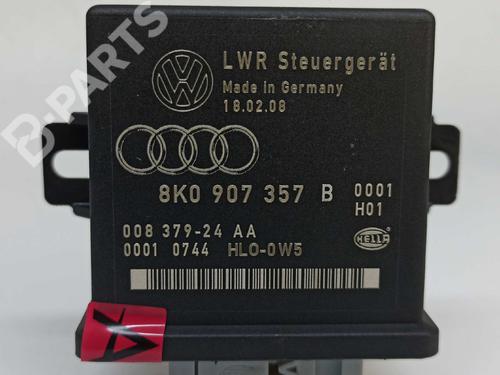 B-PARTS
LWR Steuergerät
Made in Germany
18.02.08
8K0 907 357 B 0001
H01
008 379-24 AA
0001 0744 HLO-0W5
HELLA